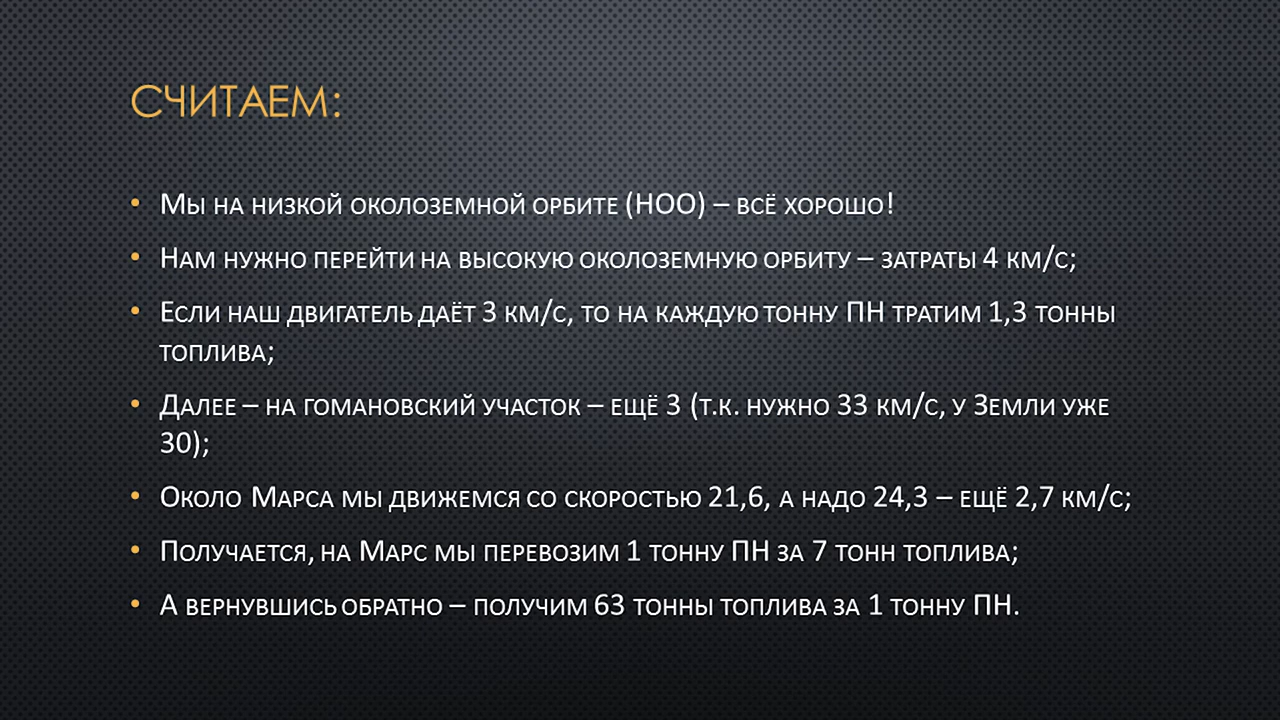 СЧИТАЕМ:
• Мы на низкой околоземной орбите (НОО) – всё хорошо!
• Нам нужно перейти на высокую околоземную орбиту – затраты 4 км/с;
• Если наш двигатель даёт 3 км/с, то на каждую тонну ПН тратим 1,3 тонны
топлива;
• Далее – на гомановский участок – ещё 3 (т.к. нужно 33 км/с, у Земли уже
30);
• Около Марса мы движемся со скоростью 21,6, а надо 24,3 – ещё 2,7 км/с;
• Получается, на Марс мы перевозим 1 тонну ПН за 7 тонн топлива;
• А вернувшись обратно – получим 63 тонны топлива за 1 тонну ПН.